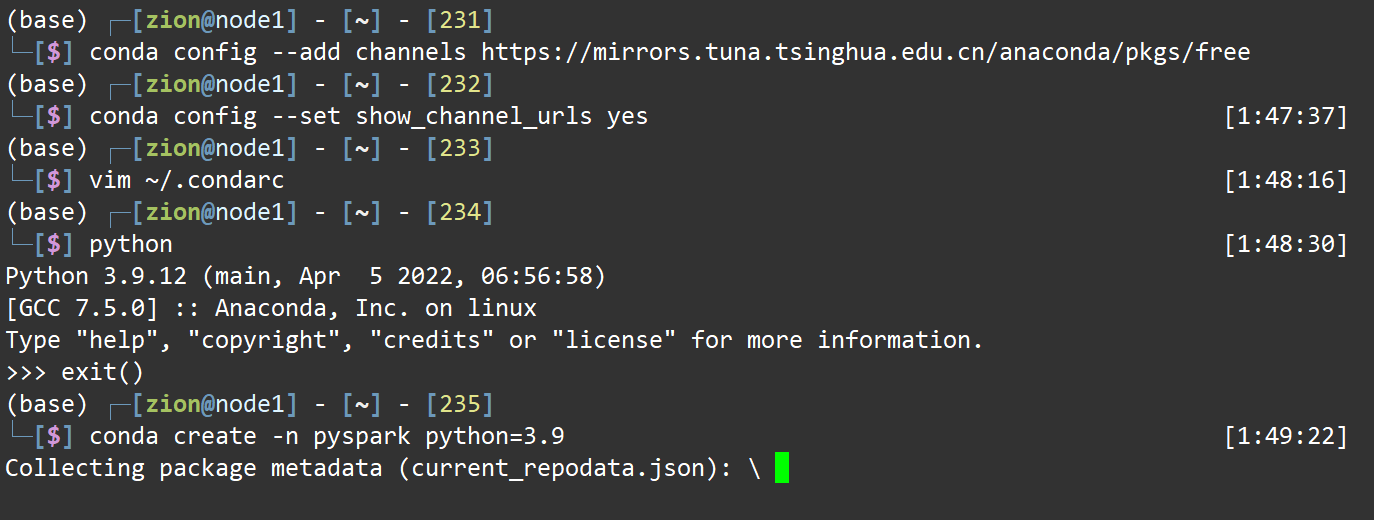 (base) ┌─[zion@node1] - [~] - [231]
└─[$] conda config --add channels https://mirrors.tuna.tsinghua.edu.cn/anaconda/pkgs/free
(base) ┌─[zion@node1] - [~] - [232]
└─[$] conda config --set show_channel_urls yes [1:47:37]
(base) ┌─[zion@node1] - [~] - [233]
└─[$] vim ~/.condarc [1:48:16]
(base) ┌─[zion@node1] - [~] - [234]
└─[$] python [1:48:30]
Python 3.9.12 (main, Apr  5 2022, 06:56:58)
[GCC 7.5.0] :: Anaconda, Inc. on linux
Type "help", "copyright", "credits" or "license" for more information.
>>> exit()
(base) ┌─[zion@node1] - [~] - [235]
└─[$] conda create -n pyspark python=3.9 [1:49:22]
Collecting package metadata (current_repodata.json): \